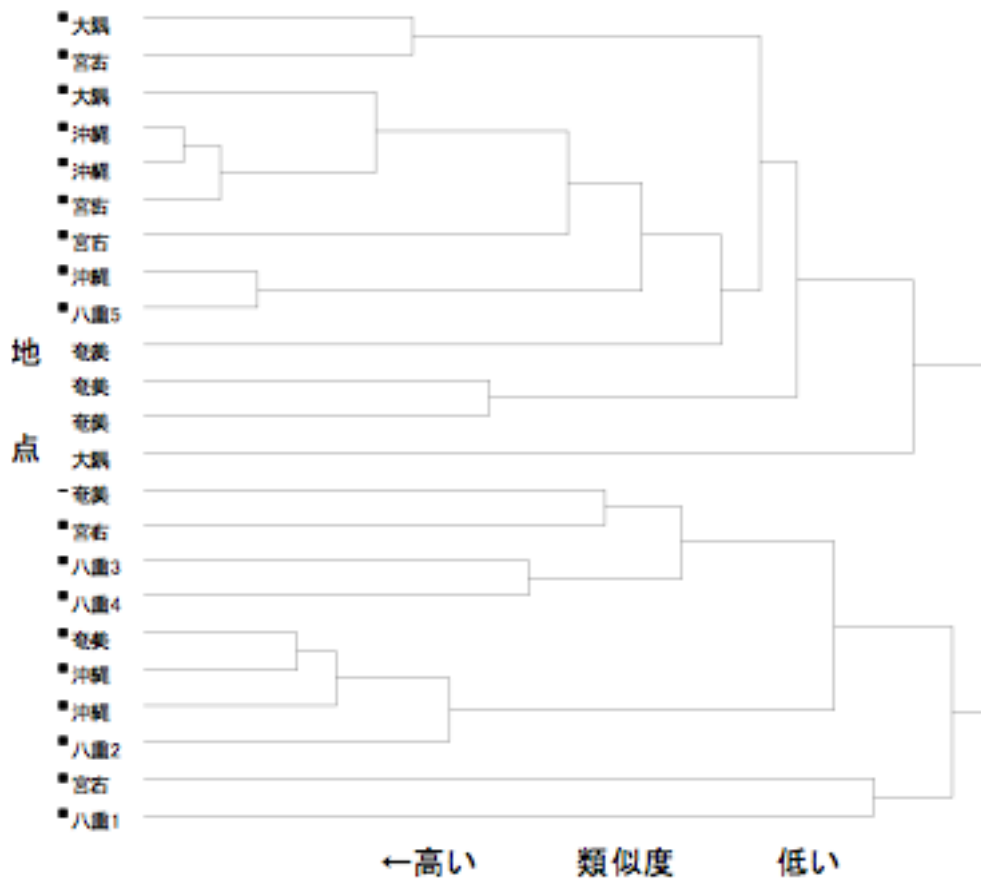 大隅
宮古
大隅
沖縄
沖縄
宮古
宮古
沖縄
八重5
奄美
奄美
奄美
大隅
奄美
宮古
八重3
八重4
奄美
沖縄
沖縄
八重2
宮古
八重1
地点
←高い 類似度 低い